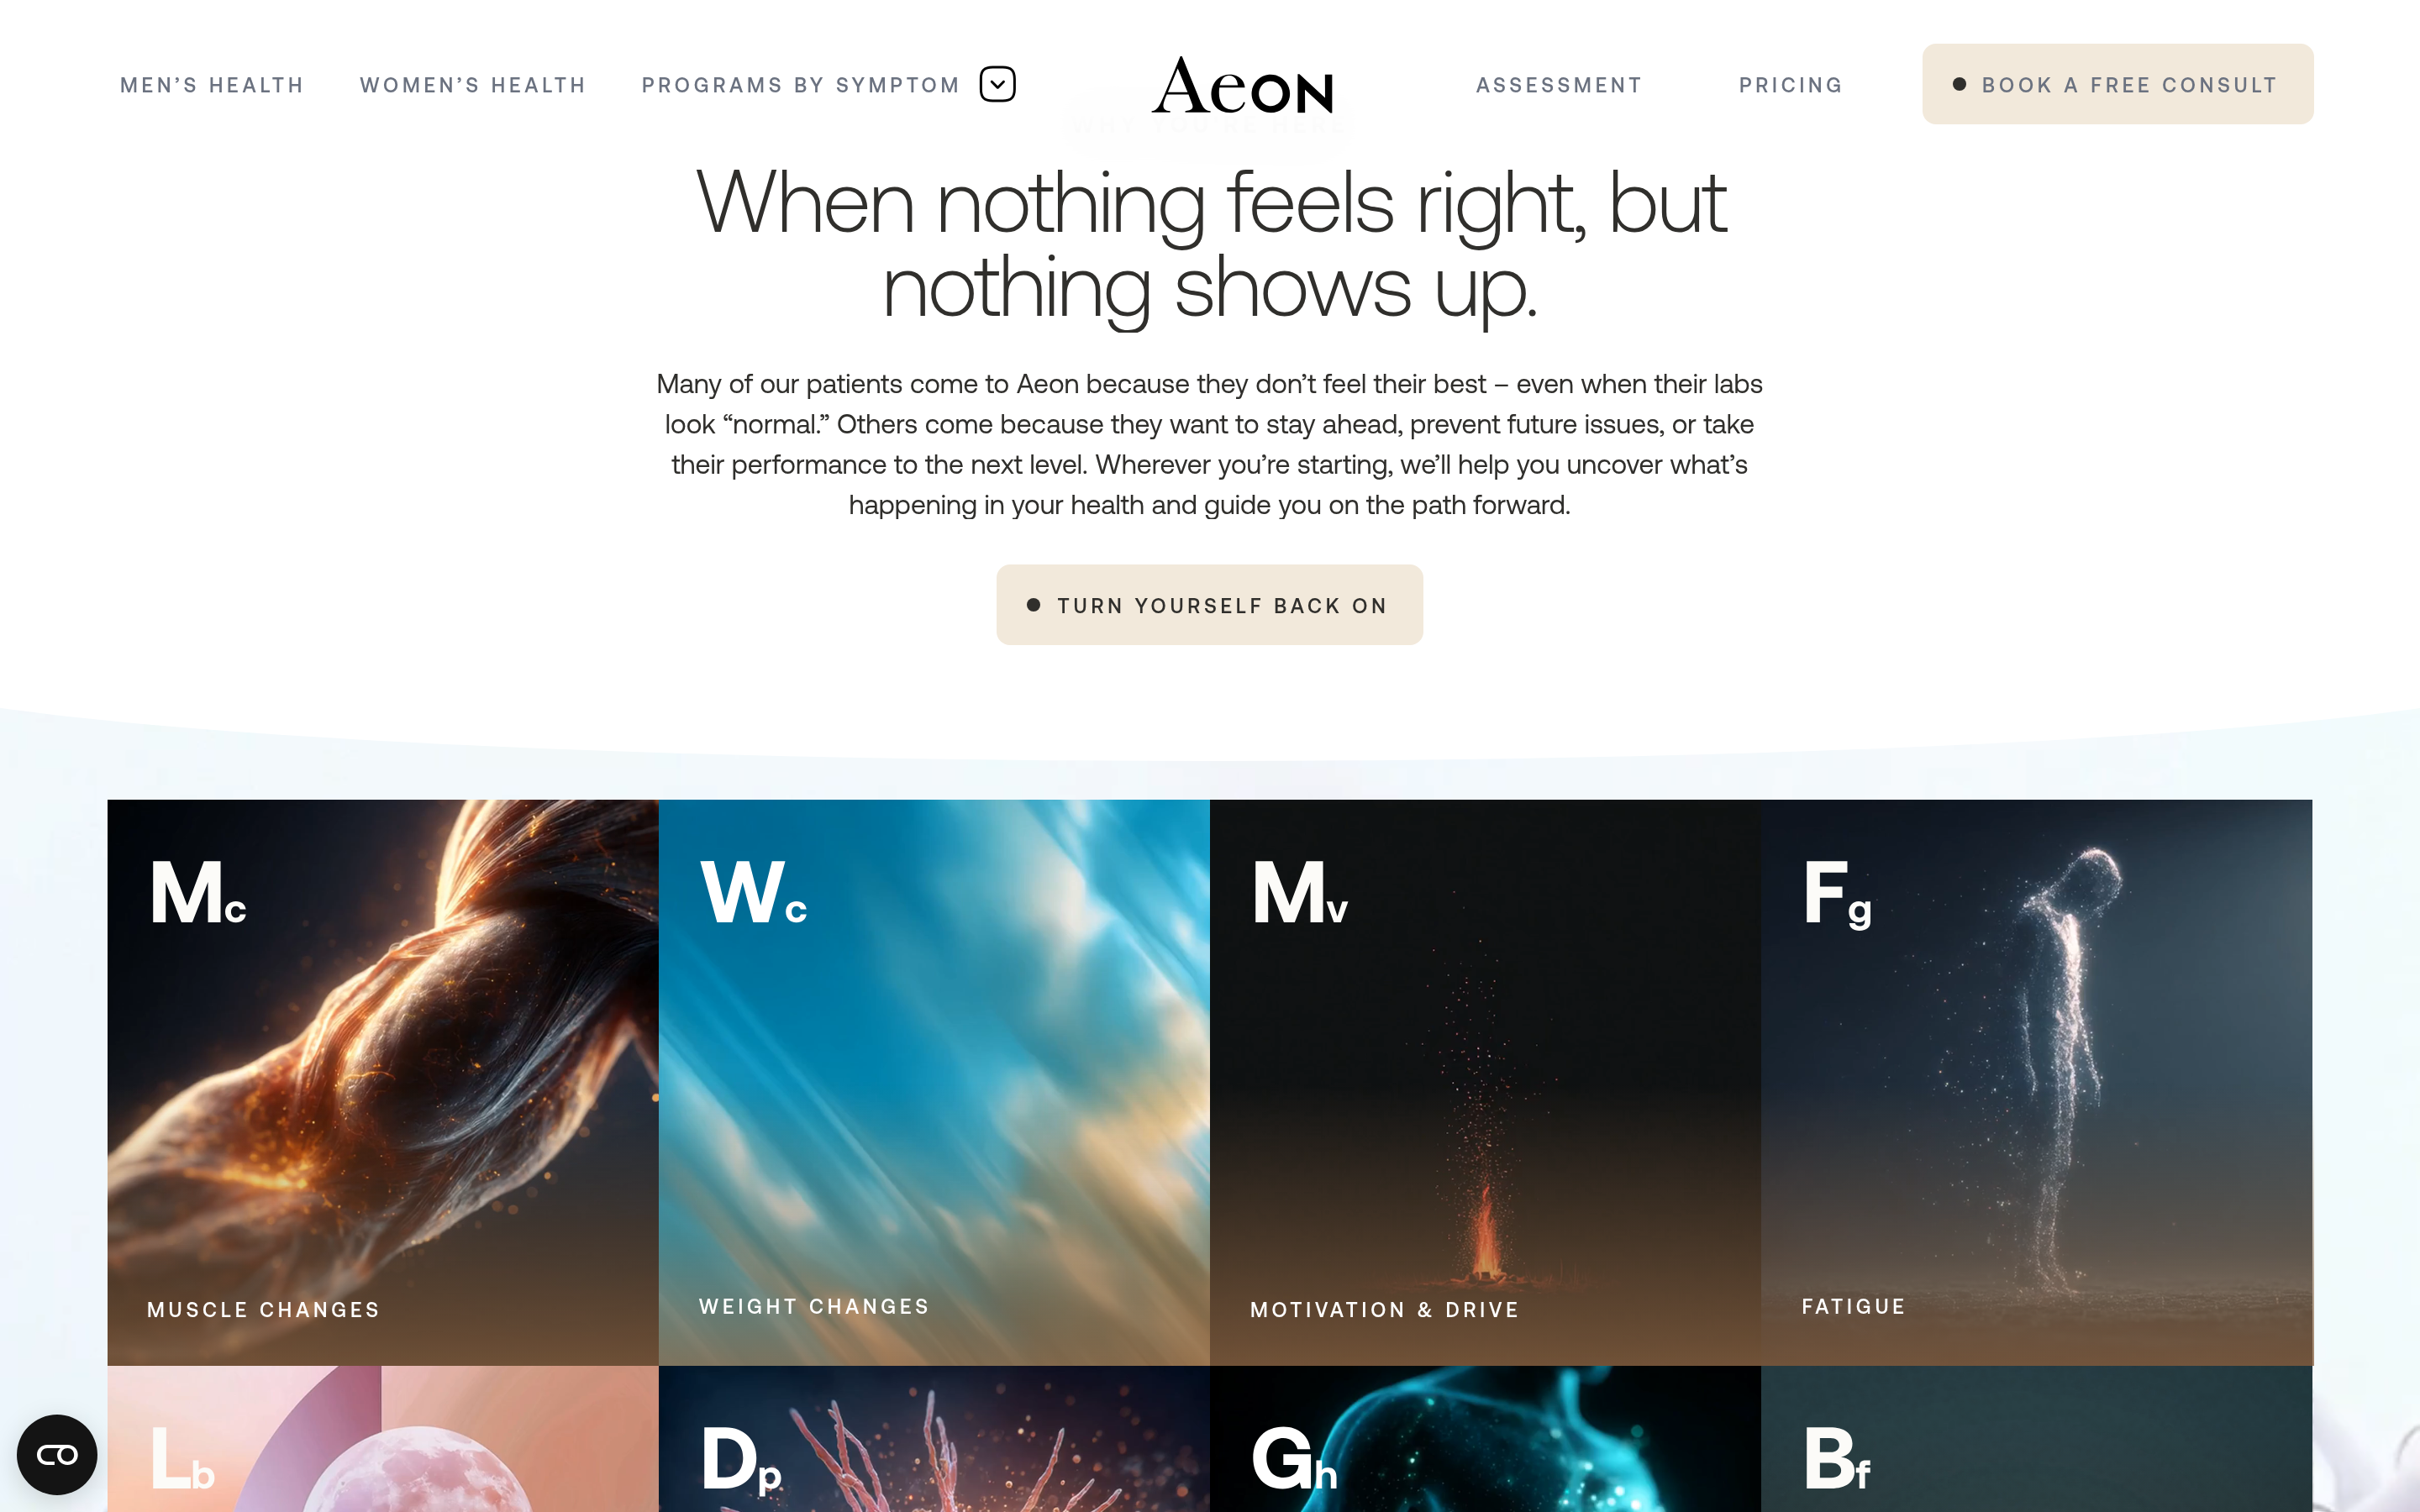 MEN’S HEALTH
WOMEN’S HEALTH
PROGRAMS BY SYMPTOM
AeON
ASSESSMENT
PRICING
BOOK A FREE CONSULT
WHY YOU'RE HERE
When nothing feels right, but
nothing shows up.
Many of our patients come to Aeon because they don’t feel their best – even when their labs
look “normal.” Others come because they want to stay ahead, prevent future issues, or take
their performance to the next level. Wherever you’re starting, we’ll help you uncover what’s
happening in your health and guide you on the path forward.
TURN YOURSELF BACK ON
Mc
Wc
Mv
Fg
MUSCLE CHANGES
WEIGHT CHANGES
MOTIVATION & DRIVE
FATIGUE
Lb
Dp
Gh
Bf